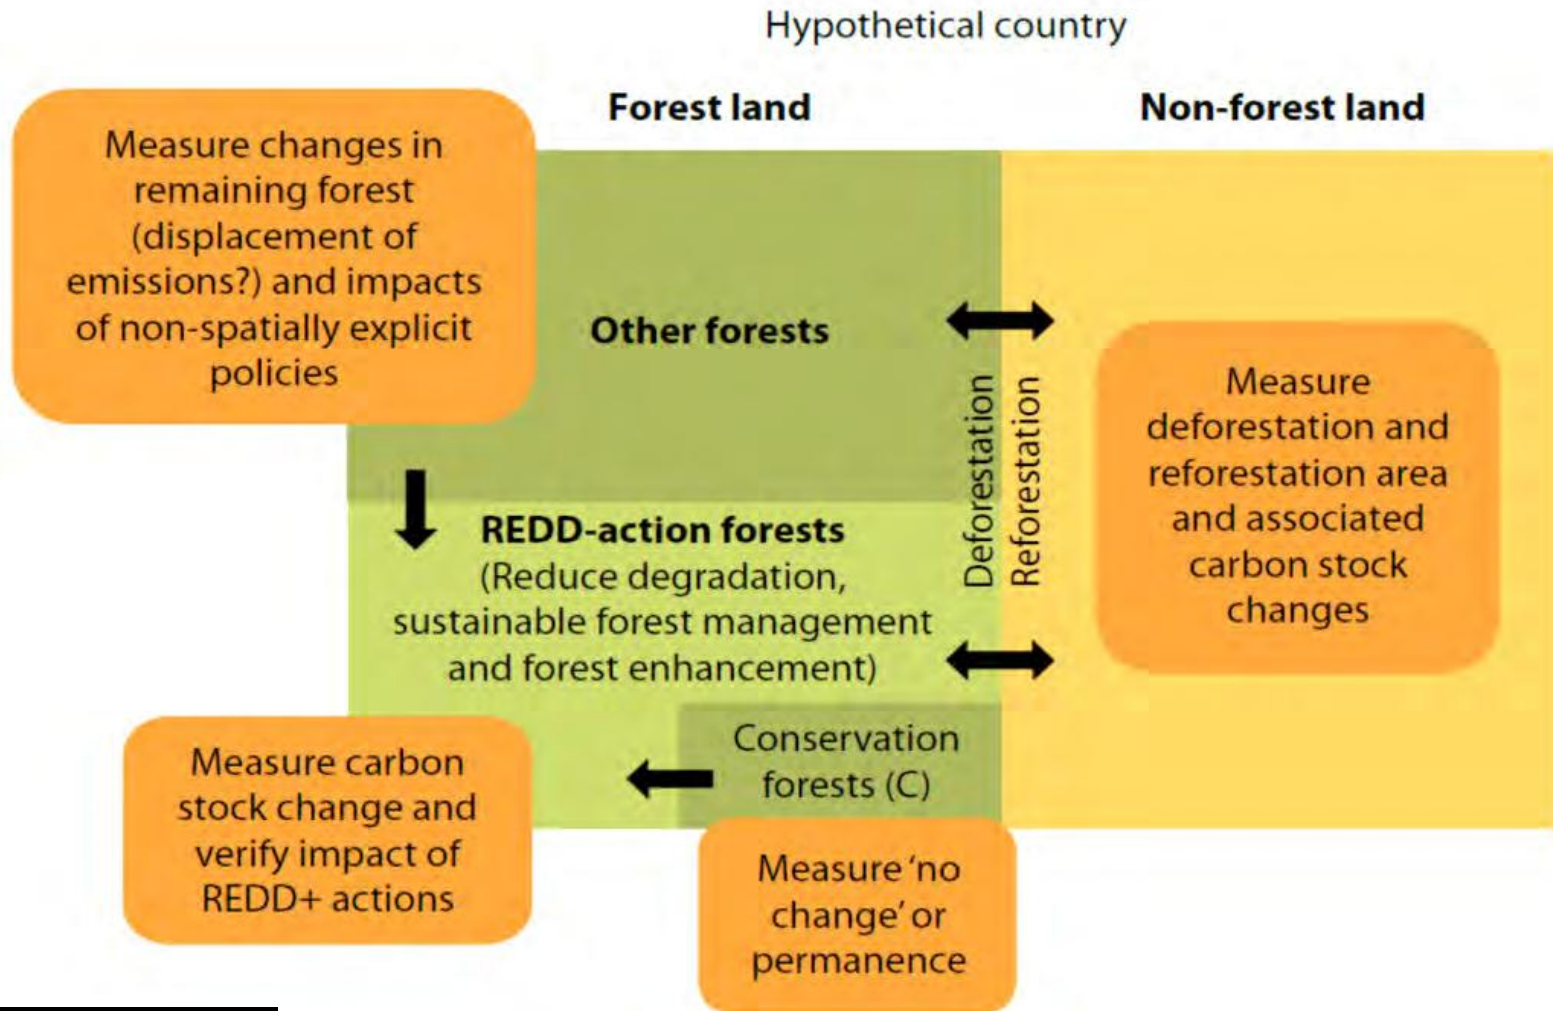 Hypothetical country
Forest land
Non-forest land
Measure changes in
remaining forest
(displacement of
emissions?) and impacts
of non-spatially explicit
policies
Other forests
Deforestation
Reforestation
Measure
deforestation and
reforestation area
and associated
carbon stock
changes
REDD-action forests
(Reduce degradation,
sustainable forest management
and forest enhancement)
Conservation
forests (C)
Measure carbon
stock change and
verify impact of
REDD+ actions
Measure ‘no
change’ or
permanence